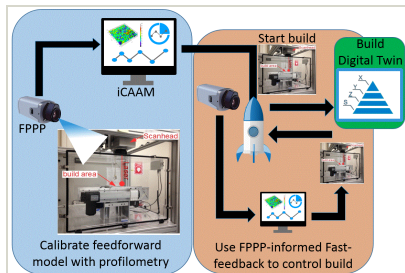 Start build
Build
Digital Twin
iCAAM
FPPP
Scanhead
build area
X
Y
Z
S
Calibrate feedforward
model with profilometry
Use FPPP-informed Fast-
feedback to control build